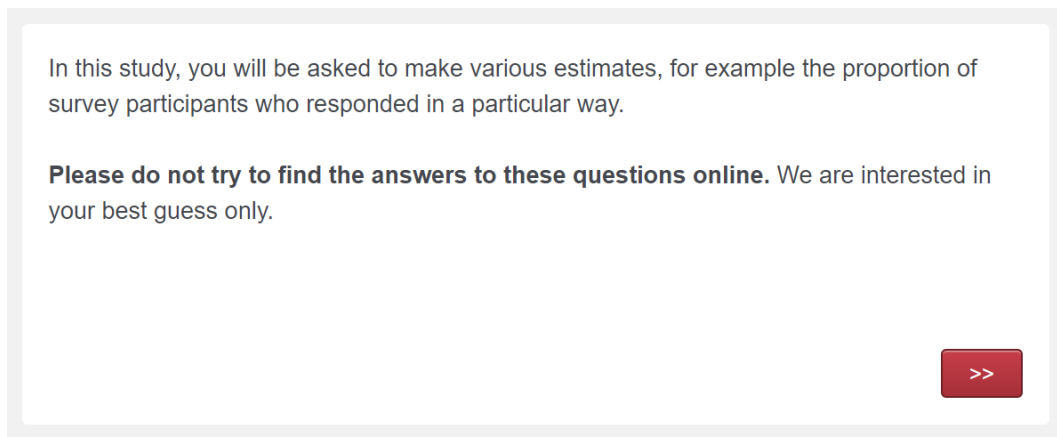 In this study, you will be asked to make various estimates, for example the proportion of
survey participants who responded in a particular way.
Please do not try to find the answers to these questions online. We are interested in
your best guess only.
>>